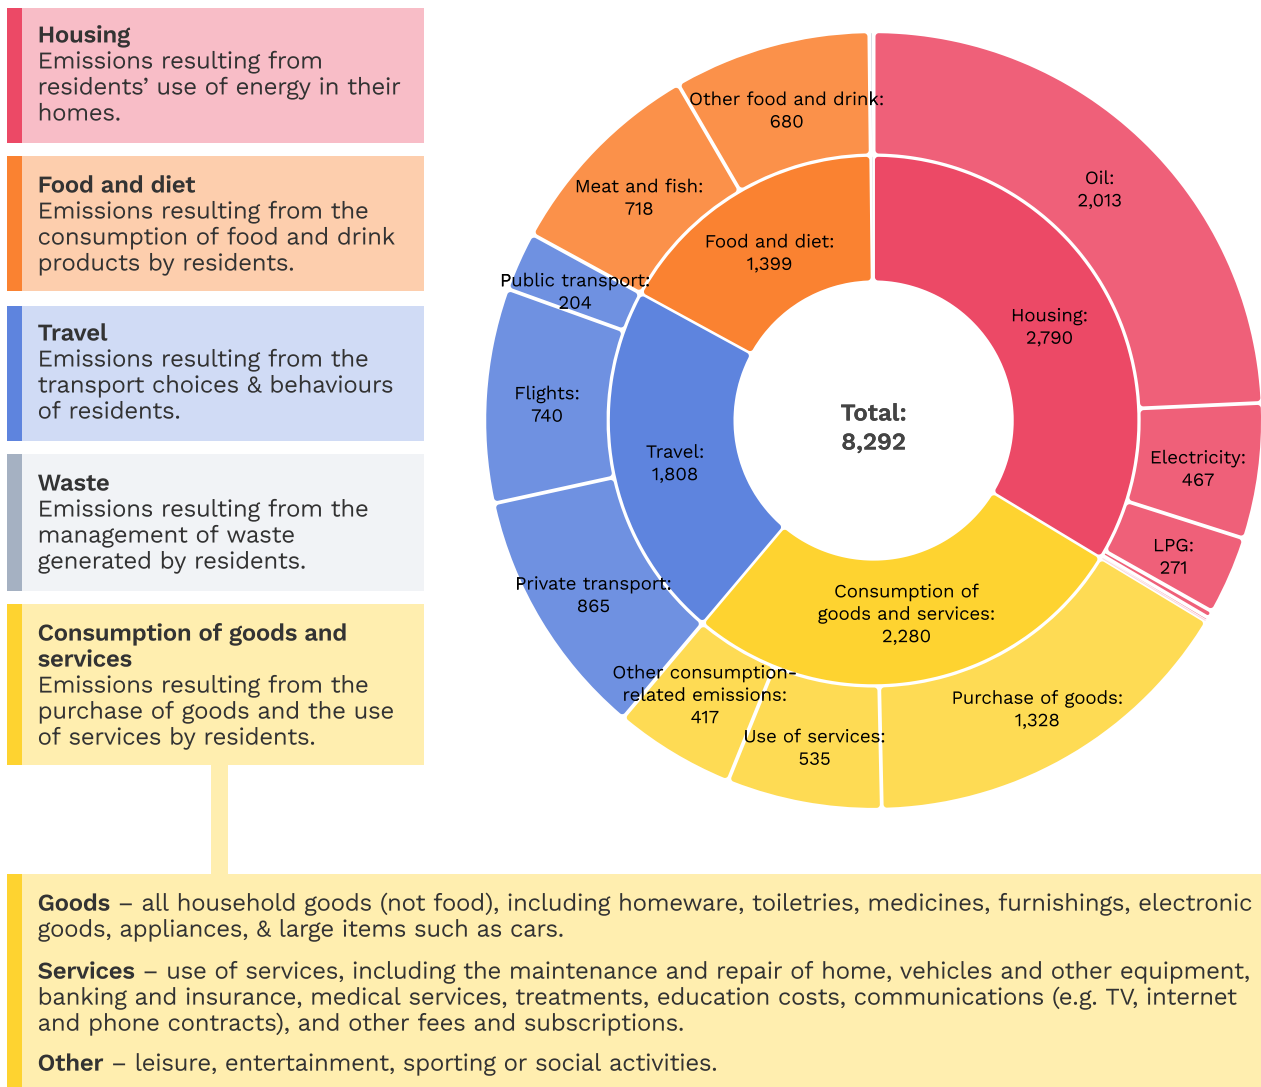 Housing
Emissions resulting from
residents’ use of energy in their
homes.
Food and diet
Emissions resulting from the
consumption of food and drink
products by residents.
Travel
Emissions resulting from the
transport choices & behaviours
of residents.
Waste
Emissions resulting from the
management of waste
generated by residents.
Consumption of goods and
services
Emissions resulting from the
purchase of goods and the use
of services by residents.
Other food and drink:
680
Meat and fish:
718
Oil:
2,013
Food and diet:
1,399
Public transport:
204
Housing:
2,790
Flights:
740
Total:
8,292
Travel:
1,808
Electricity:
467
LPG:
271
Private transport:
865
Consumption of
goods and services:
2,280
Other consumption-
related emissions:
417
Use of services:
535
Purchase of goods:
1,328
Goods – all household goods (not food), including homeware, toiletries, medicines, furnishings, electronic
goods, appliances, & large items such as cars.
Services – use of services, including the maintenance and repair of home, vehicles and other equipment,
banking and insurance, medical services, treatments, education costs, communications (e.g. TV, internet
and phone contracts), and other fees and subscriptions.
Other – leisure, entertainment, sporting or social activities.